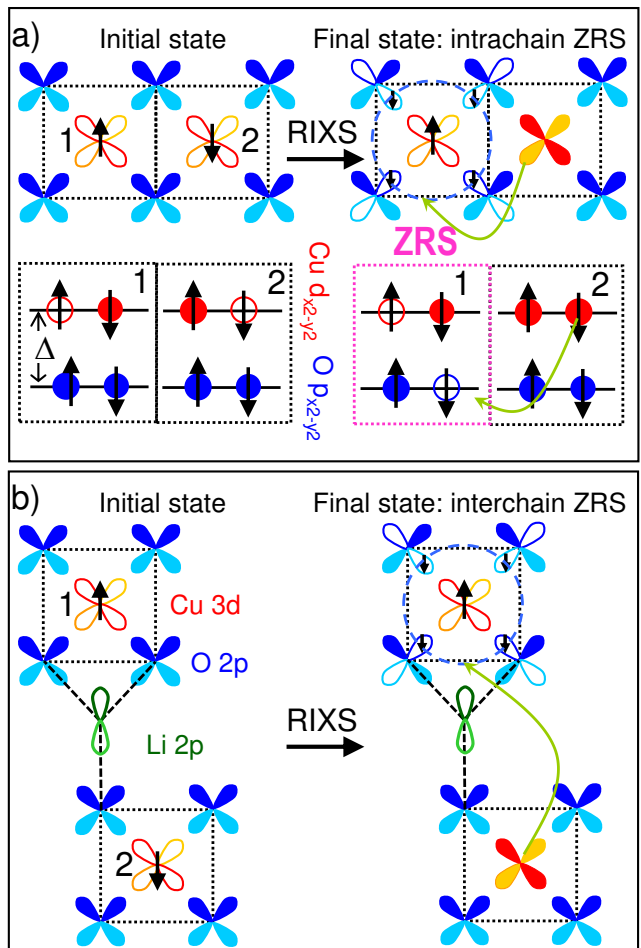 a)
Initial state
Final state: intrachain ZRS
1
2
RIXS
ZRS
1
2
Cu d x2-y2
O p x2-y2
Δ
1
2
b)
Initial state
Final state: interchain ZRS
1
Cu 3d
O 2p
Li 2p
RIXS
2